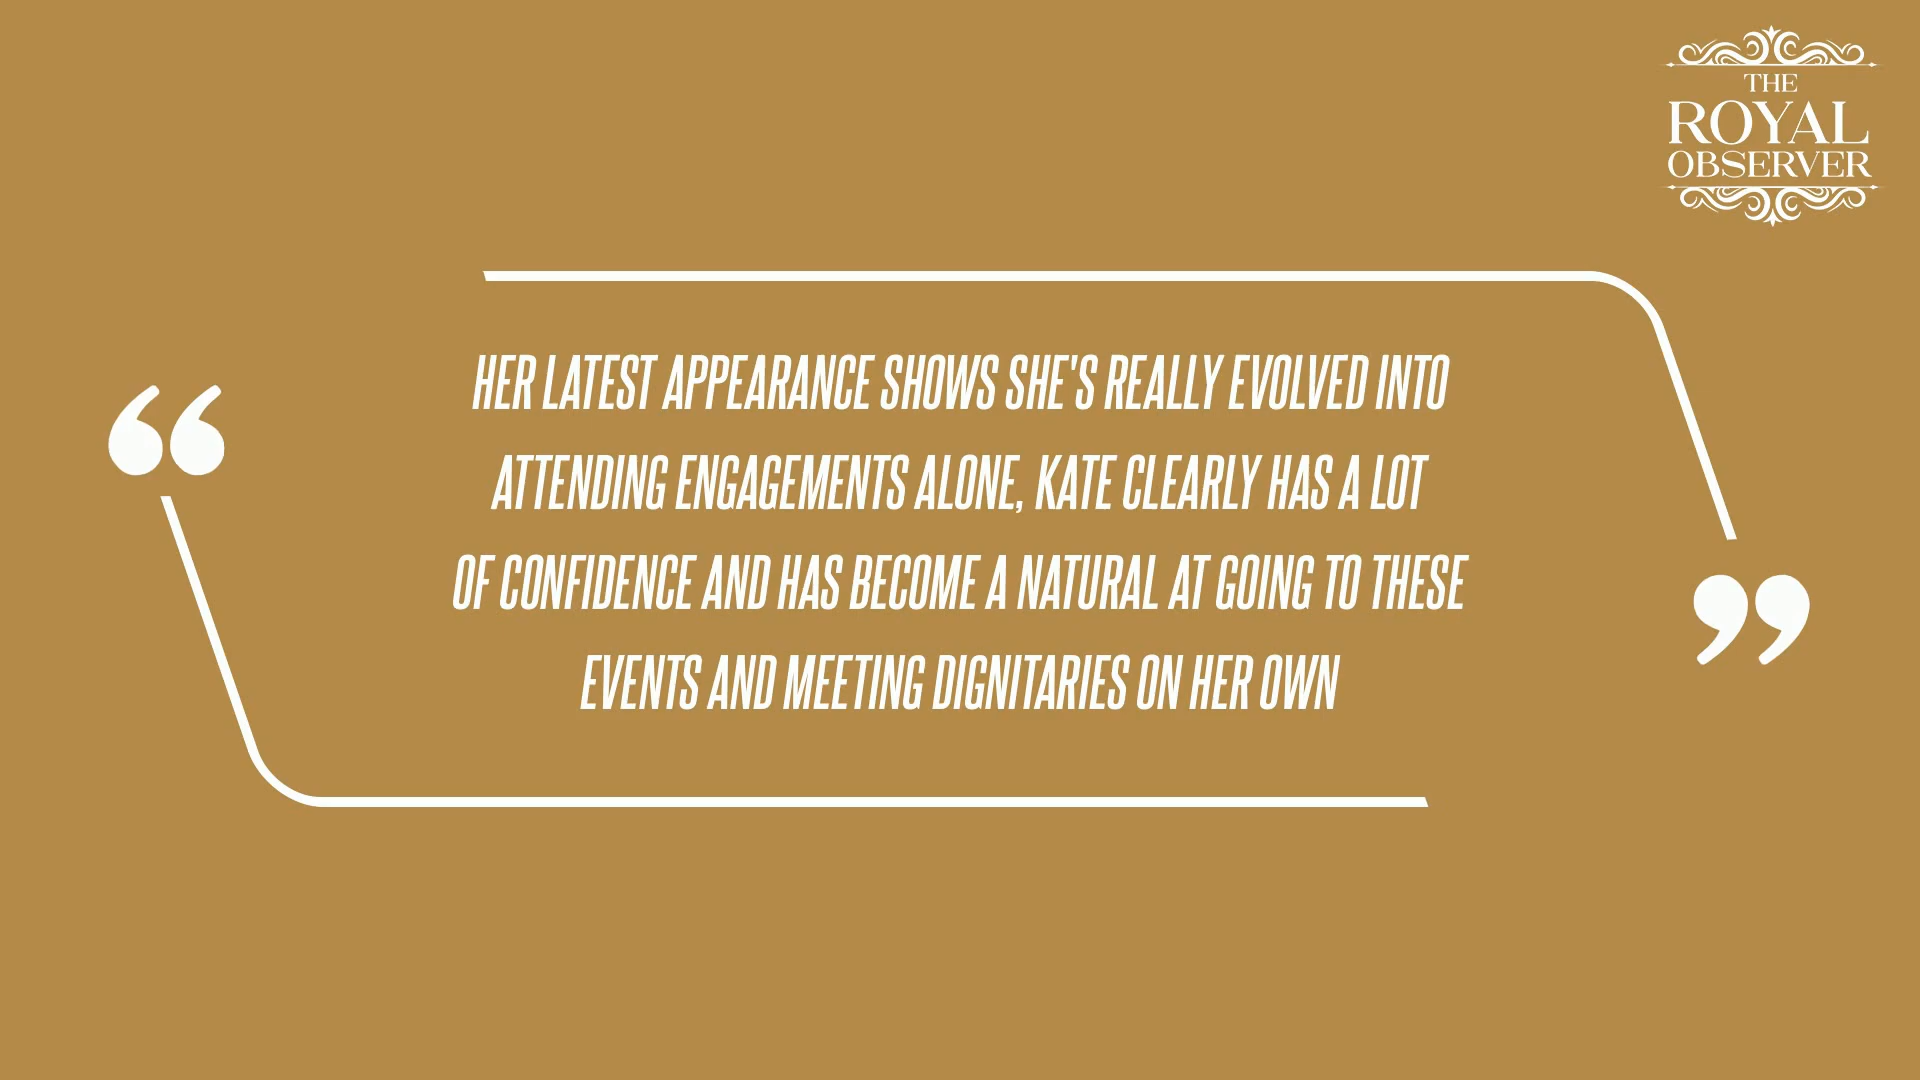 THE
ROYAL
OBSERVER
HER LATEST APPEARANCE SHOWS SHE'S REALLY EVOLVED INTO
ATTENDING ENGAGEMENTS ALONE, KATE CLEARLY HAS A LOT
OF CONFIDENCE AND HAS BECOME A NATURAL AT GOING TO THESE
EVENTS AND MEETING DIGNITARIES ON HER OWN